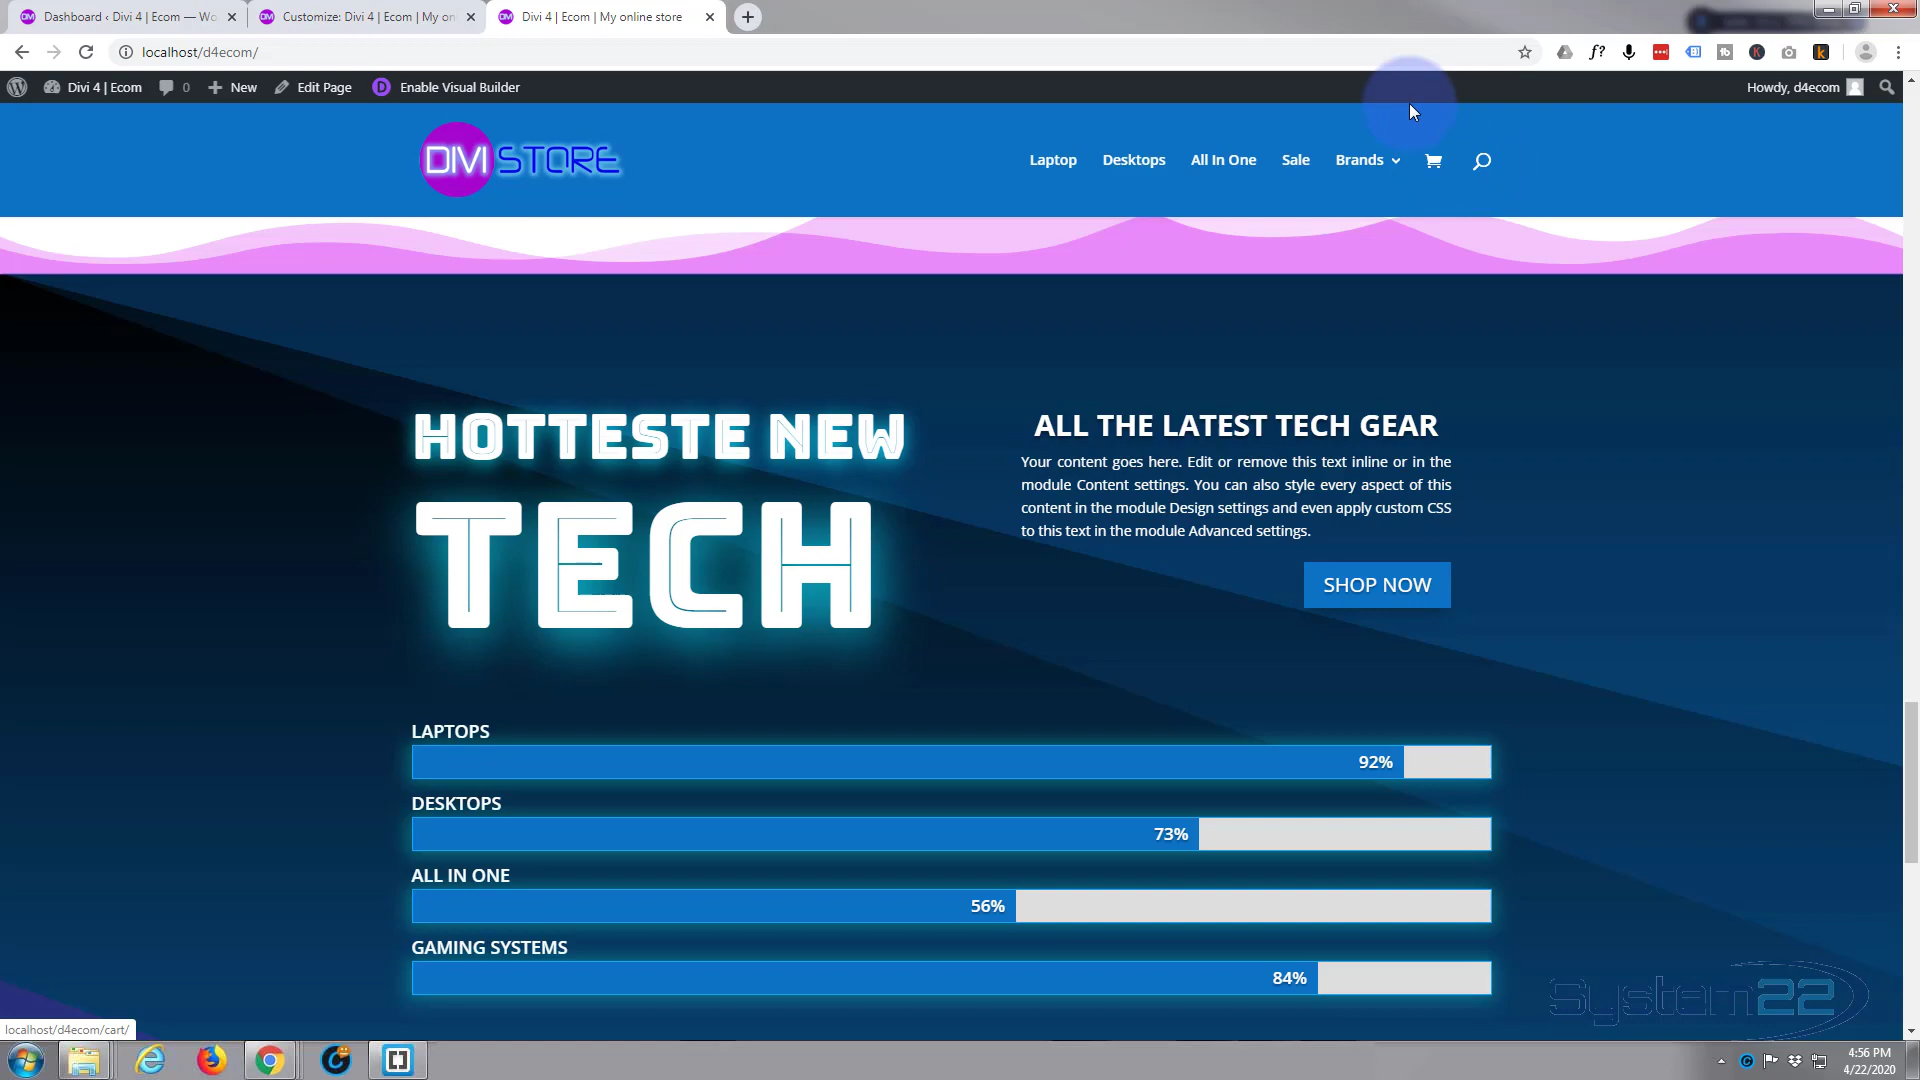 Dashboard ‹ Divi 4 | Ecom — Wo
Customize: Divi 4 | Ecom | My on
Divi 4 | Ecom | My online store
localhost/d4ecom/
Divi 4 | Ecom
0
New
Edit Page
Enable Visual Builder
Howdy, d4ecom
DIVI STORE
Laptop
Desktops
All In One
Sale
Brands
HOTTESTE NEW
TECH
ALL THE LATEST TECH GEAR
Your content goes here. Edit or remove this text inline or in the
module Content settings. You can also style every aspect of this
content in the module Design settings and even apply custom CSS
to this text in the module Advanced settings.
SHOP NOW
LAPTOPS
92%
DESKTOPS
73%
ALL IN ONE
56%
GAMING SYSTEMS
84%
System22
localhost/d4ecom/cart/
4:56 PM
4/22/2020